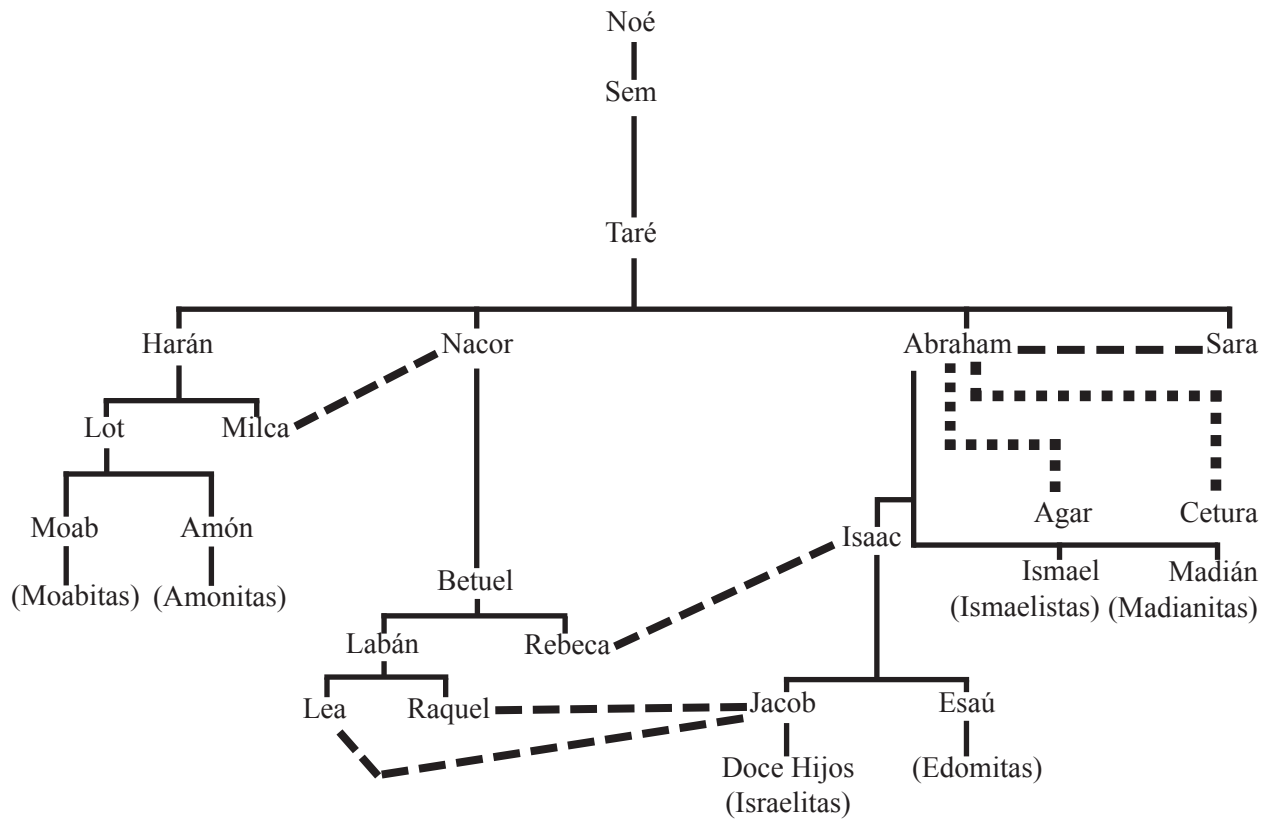 Noé
Sem
Taré
Harán
Nacor
Abraham
Sara
Lot
Milca
Moab
Amón
Agar
Cetura
(Moabitas)
(Amonitas)
Isaac
Betuel
Ismael
(Ismaelistas)
Madián
(Madianitas)
Labán
Rebeca
Lea
Raquel
Jacob
Esaú
Doce Hijos
(Israelitas)
(Edomitas)